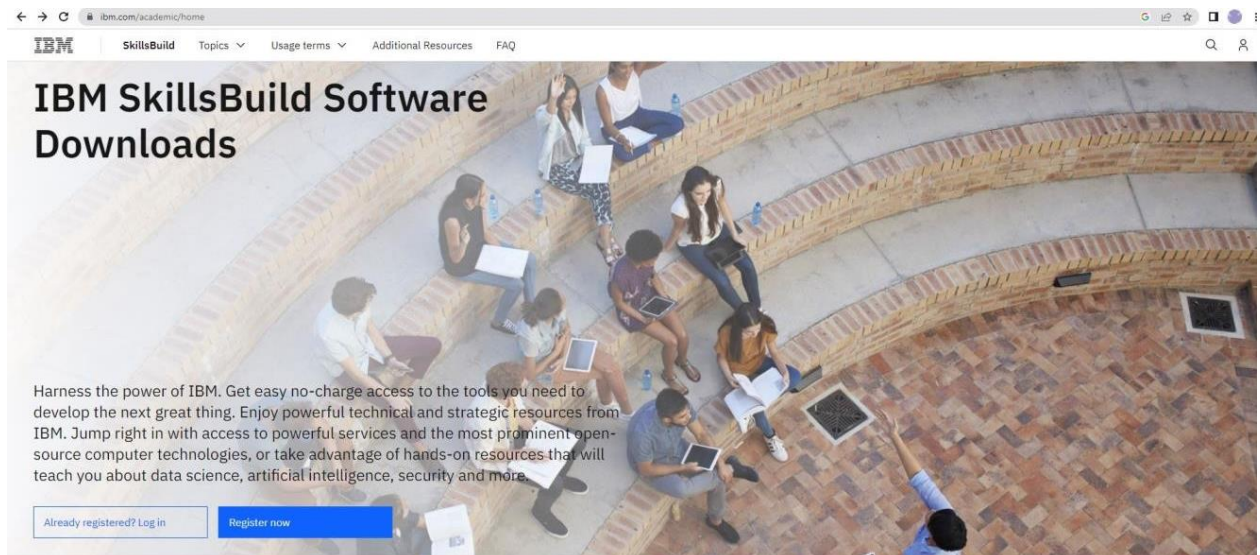 ibm.com/academic/home
IBM SkillsBuild Topics Usage terms Additional Resources FAQ
IBM SkillsBuild Software
Downloads
Harness the power of IBM. Get easy no-charge access to the tools you need to
develop the next great thing. Enjoy powerful technical and strategic resources from
IBM. Jump right in with access to powerful services and the most prominent open-
source computer technologies, or take advantage of hands-on resources that will
teach you about data science, artificial intelligence, security and more.
Already registered? Log in Register now